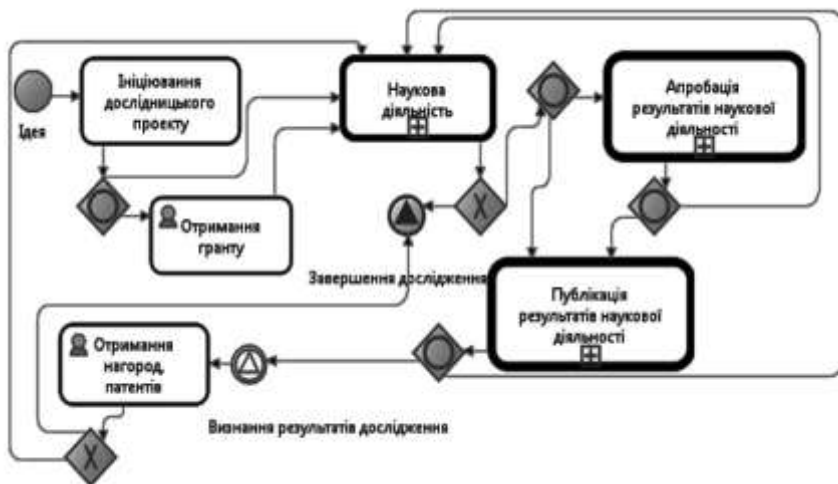 Ініціювання
дослідницького
проекту
Ідея
Отримання
гранту
Наукова
діяльність
X
Апробація
результатів наукової
діяльності
Завершення дослідження
Публікація
результатів наукової
діяльності
Отримання
нагород,
патентів
Визнання результатів дослідження
X